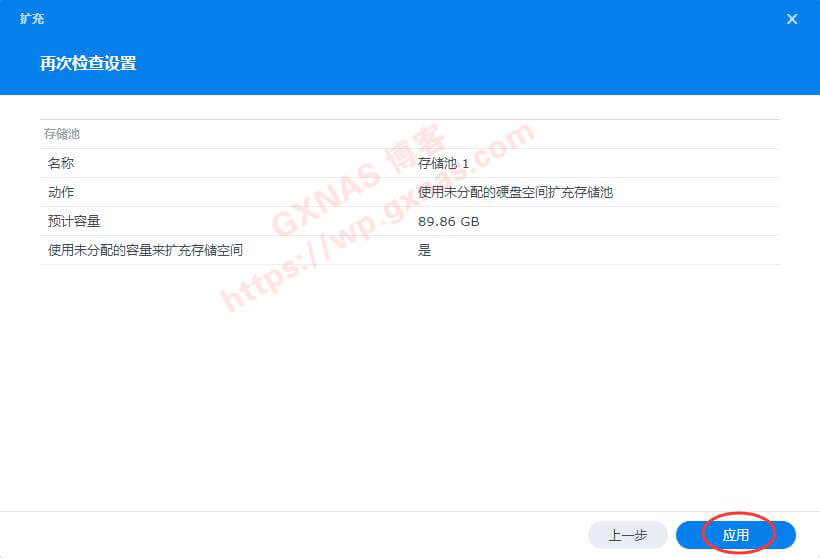 扩充
再次检查设置
存储池
名称 存储池 1
动作 使用未分配的硬盘空间扩充存储池
预计容量 89.86 GB
使用未分配的容量来扩充存储空间 是
GXNAS 博客
https://wp.gxnas.com
上一步 应用